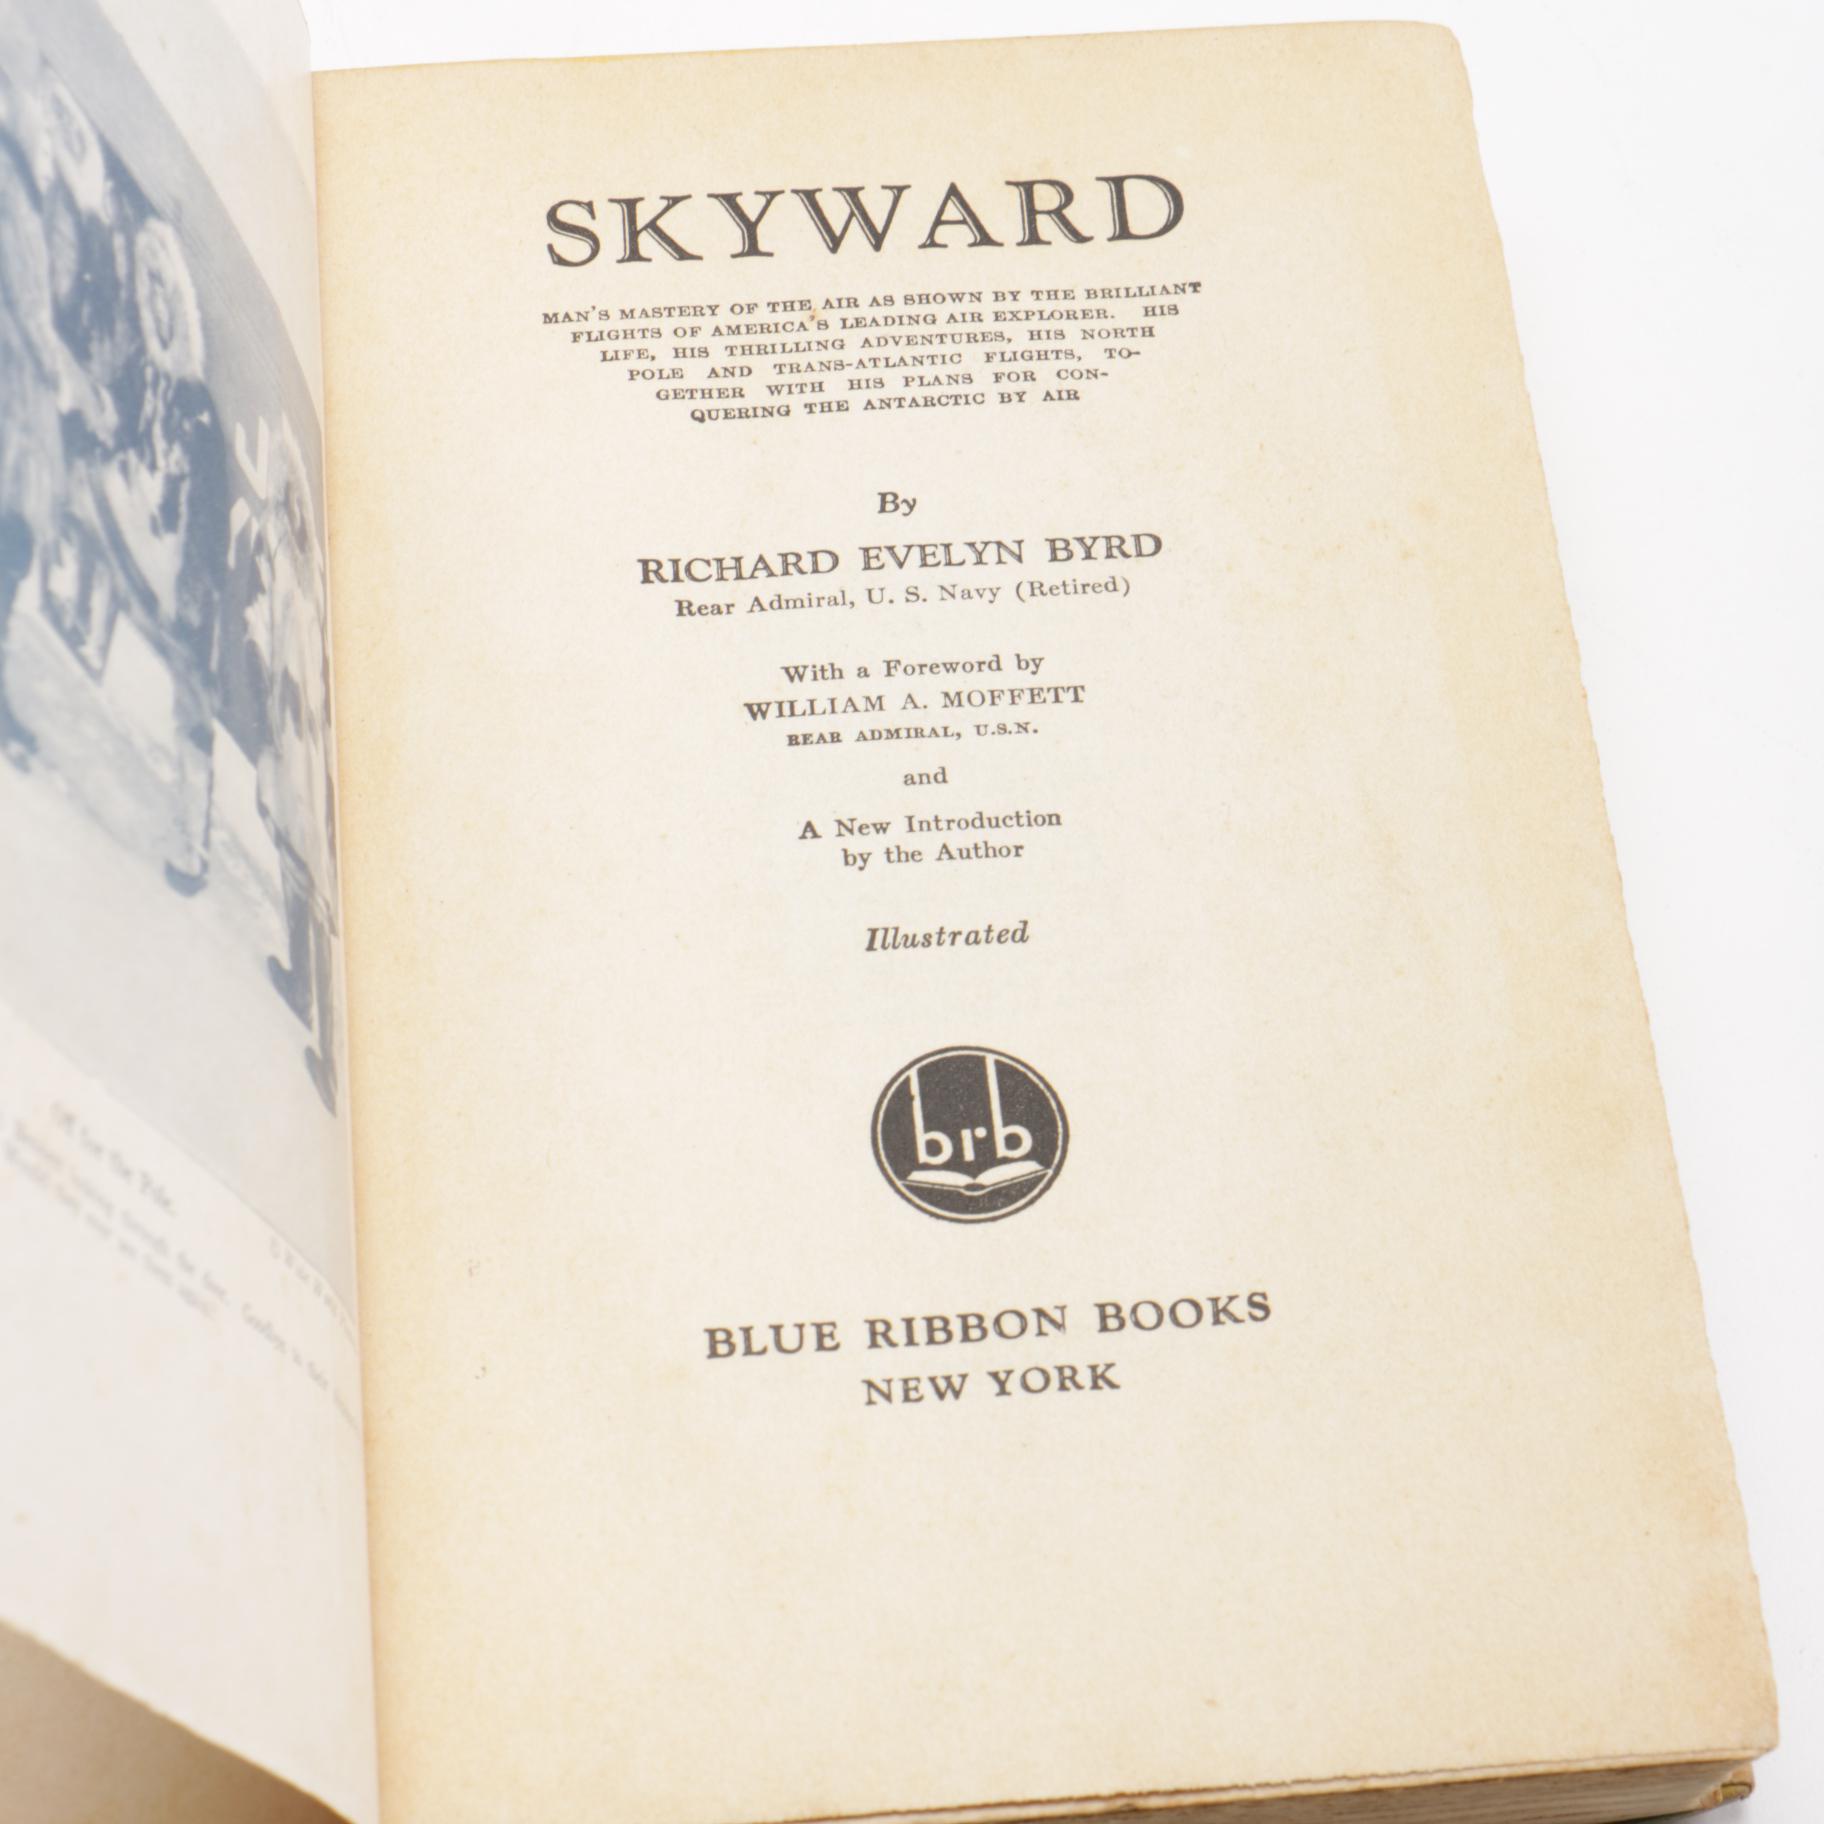 SKYWARD
MAN'S MASTERY OF THE AIR AS SHOWN BY THE BRILLIANT
FLIGHTS OF AMERICA'S LEADING AIR EXPLORER. HIS
LIFE, HIS THRILLING ADVENTURES, HIS NORTH
POLE AND TRANS-ATLANTIC FLIGHTS, TO-
GETHER WITH HIS PLANS FOR CON-
QUERING THE ANTARCTIC BY AIR
By
RICHARD EVELYN BYRD
Rear Admiral, U. S. Navy (Retired)
With a Foreword by
WILLIAM A. MOFFETT
REAR ADMIRAL, U.S.N.
and
A New Introduction
by the Author
Illustrated
brb
BLUE RIBBON BOOKS
NEW YORK